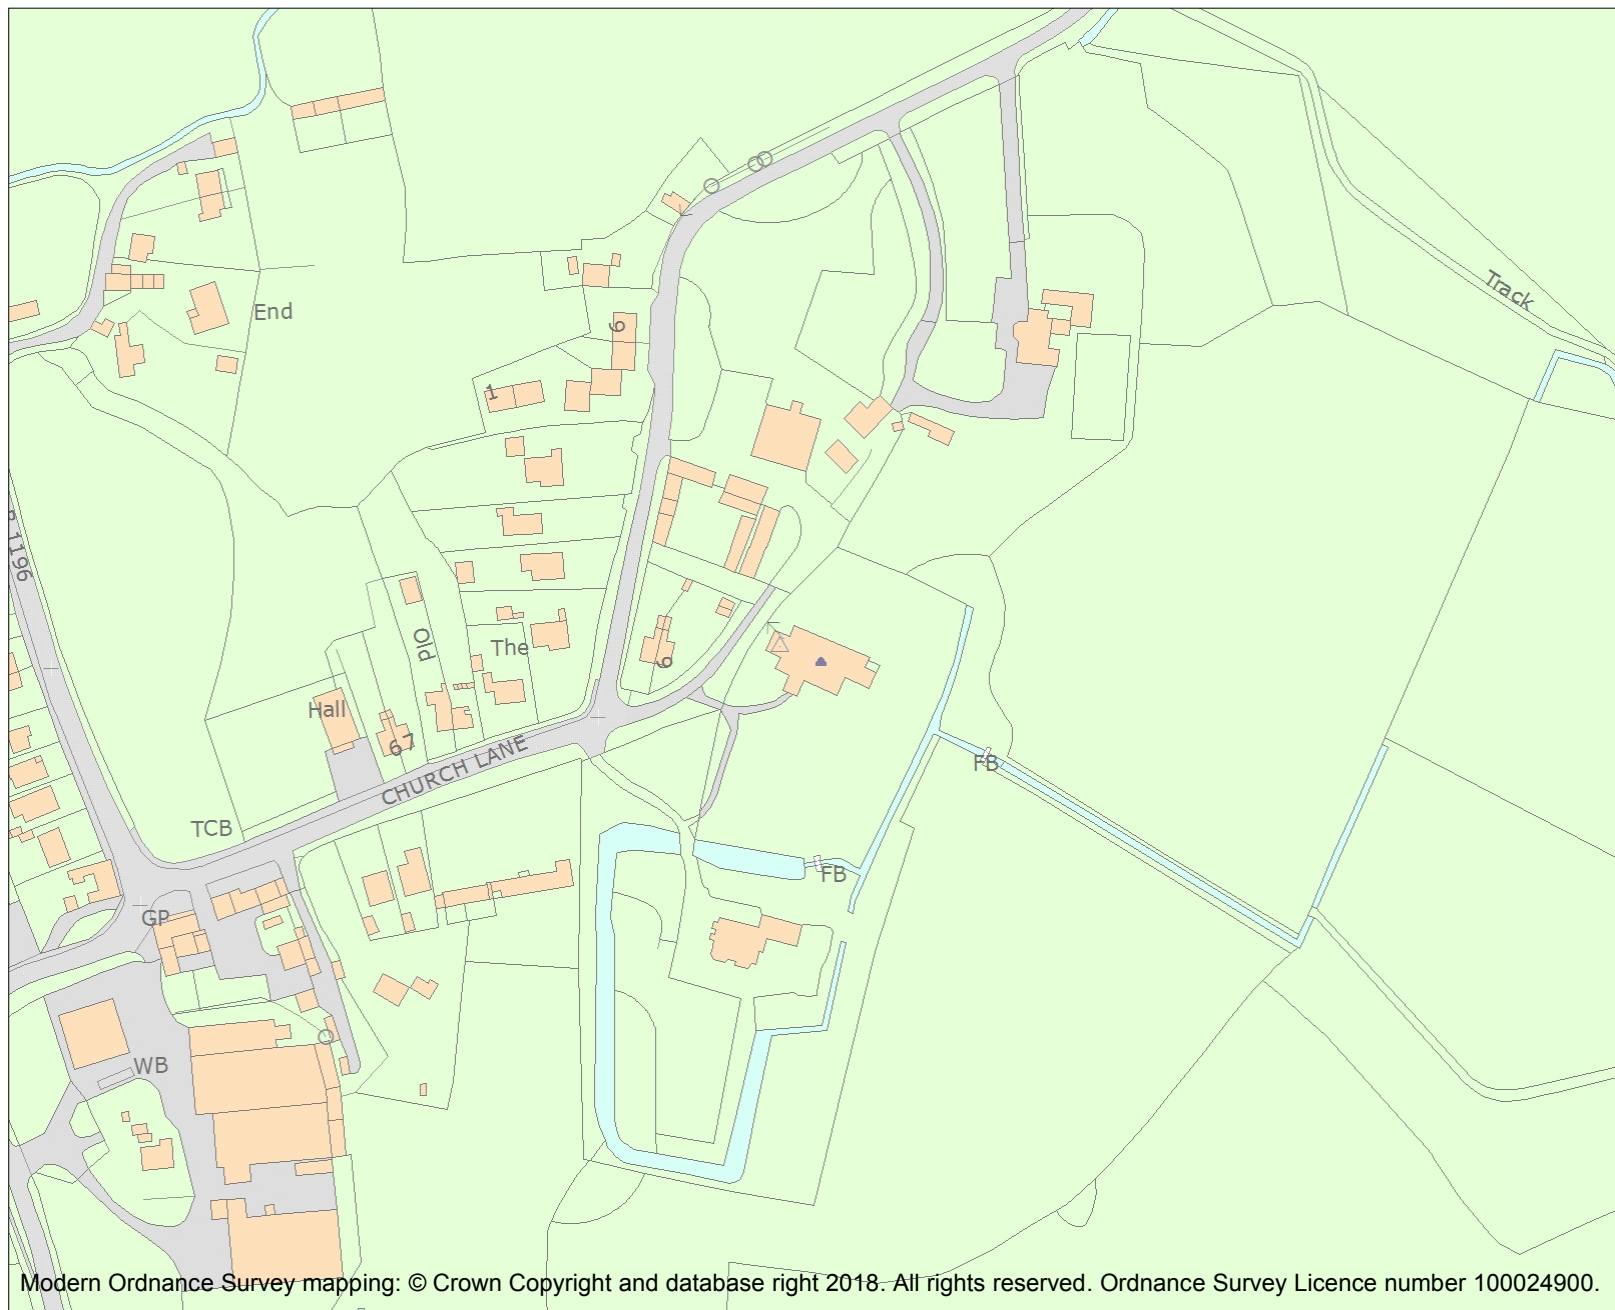 Track
End
6
1
1196
Old
The
9
Hall
67
CHURCH LANE
FB
TCB
FB
GP
WB
Modern Ordnance Survey mapping: © Crown Copyright and database right 2018. All rights reserved. Ordnance Survey Licence number 100024900.